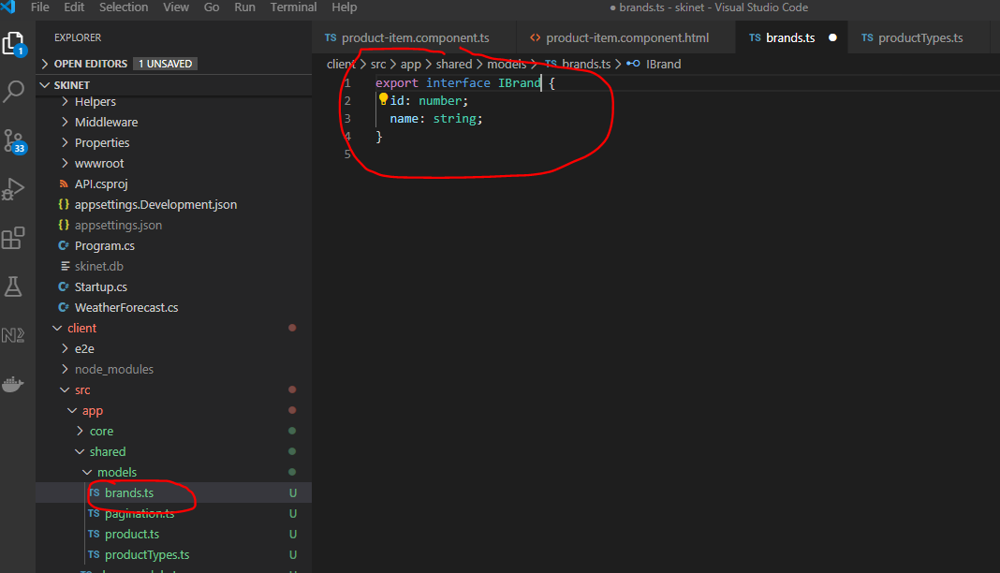 File Edit Selection View Go Run Terminal Help
● brands.ts - skinet - Visual Studio Code
EXPLORER
OPEN EDITORS 1 UNSAVED
SKINET
Helpers
Middleware
Properties
wwwroot
API.csproj
{} appsettings.Development.json
{} appsettings.json
C# Program.cs
skinet.db
C# Startup.cs
C# WeatherForecast.cs
client
e2e
node_modules
src
app
core
shared
models
TS brands.ts U
TS pagination.ts U
TS product.ts U
TS productTypes.ts U
1
33
TS product-item.component.ts
<> product-item.component.html
TS brands.ts ●
TS productTypes.ts
client > src > app > shared > models > TS brands.ts > IBrand
1 export interface IBrand {
2 id: number;
3 name: string;
4 }
5